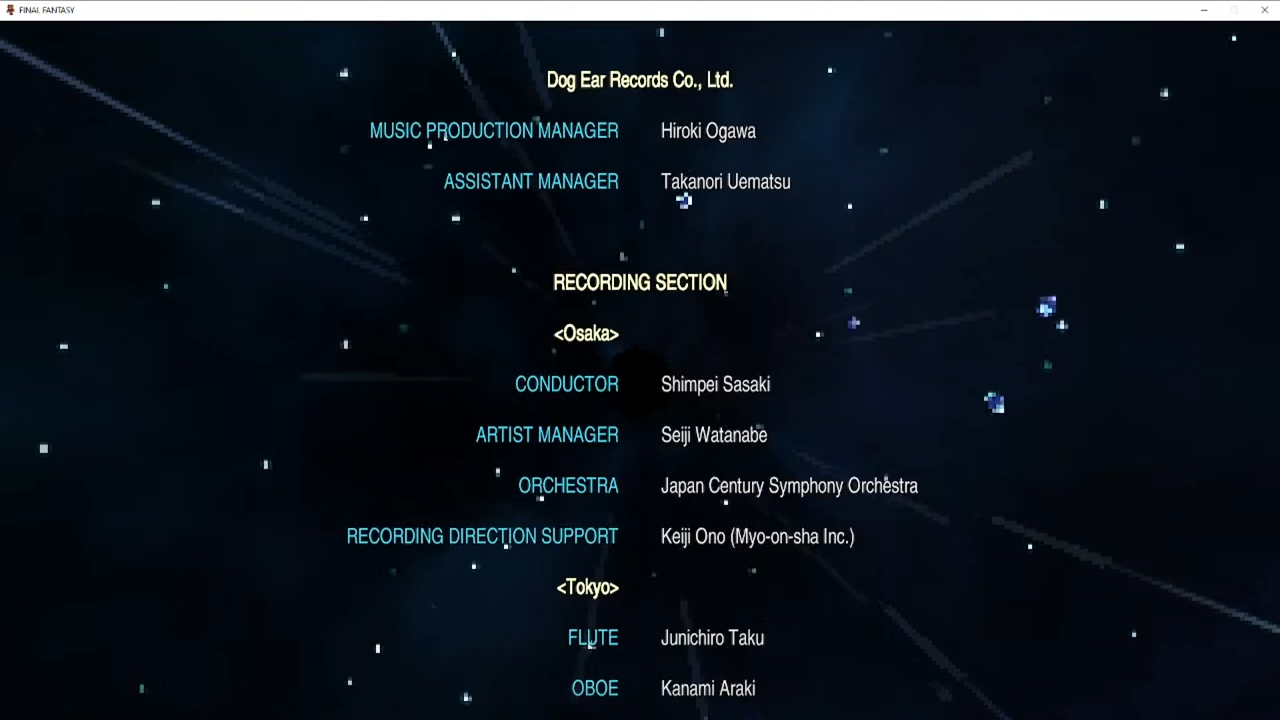 FINAL FANTASY
Dog Ear Records Co., Ltd.
MUSIC PRODUCTION MANAGER Hiroki Ogawa
ASSISTANT MANAGER Takanori Uematsu
RECORDING SECTION
<Osaka>
CONDUCTOR Shimpei Sasaki
ARTIST MANAGER Seiji Watanabe
ORCHESTRA Japan Century Symphony Orchestra
RECORDING DIRECTION SUPPORT Keiji Ono (Myo-on-sha Inc.)
<Tokyo>
FLUTE Junichiro Taku
OBOE Kanami Araki